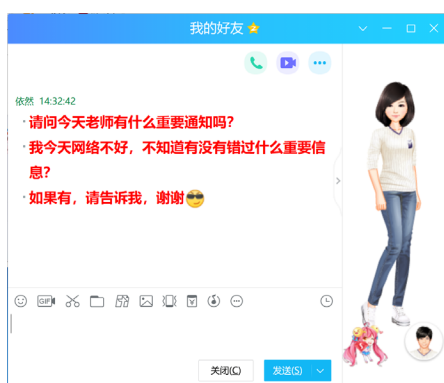 我的好友
依然 14:32:42
请问今天老师有什么重要通知吗？
我今天网络不好，不知道有没有错过什么重要信
息？
如果有，请告诉我，谢谢
GIF
关闭(C)
发送(S)